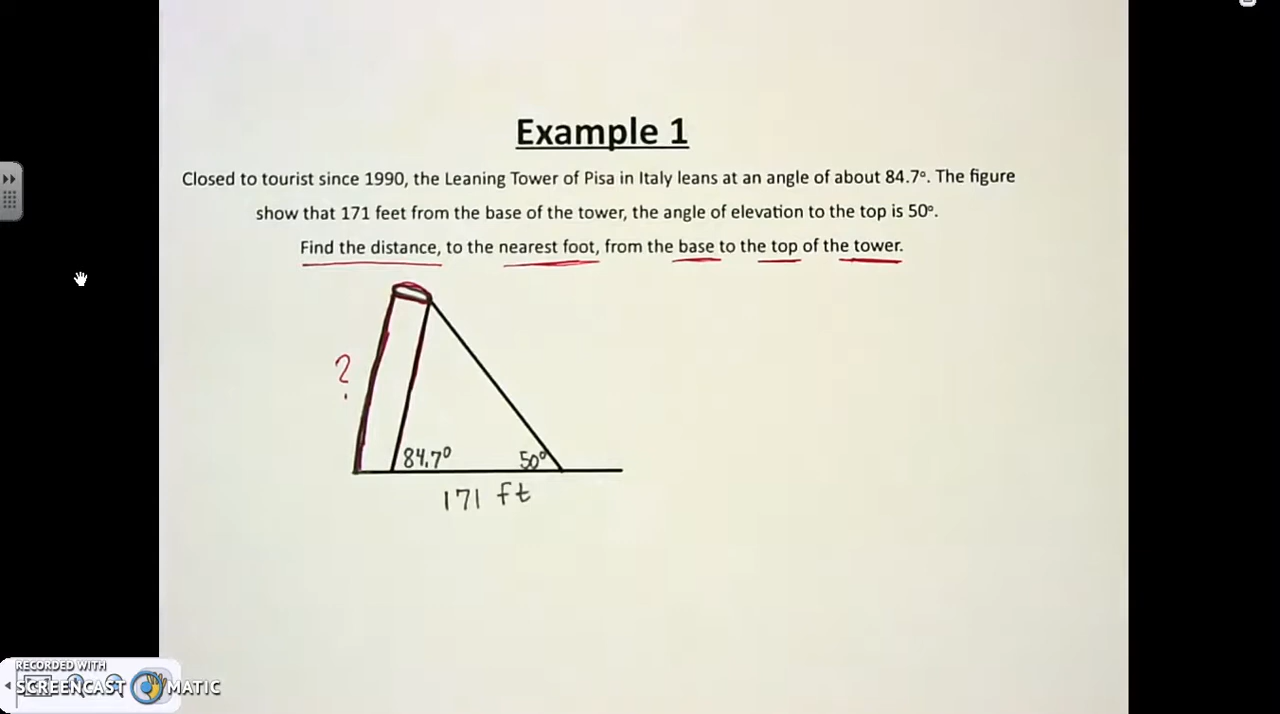 Example 1
Closed to tourist since 1990, the Leaning Tower of Pisa in Italy leans at an angle of about 84.7°. The figure
show that 171 feet from the base of the tower, the angle of elevation to the top is 50°.
Find the distance, to the nearest foot, from the base to the top of the tower.
?
84.7° 50°
171 ft
RECORDED WITH
SCREENCAST MATIC